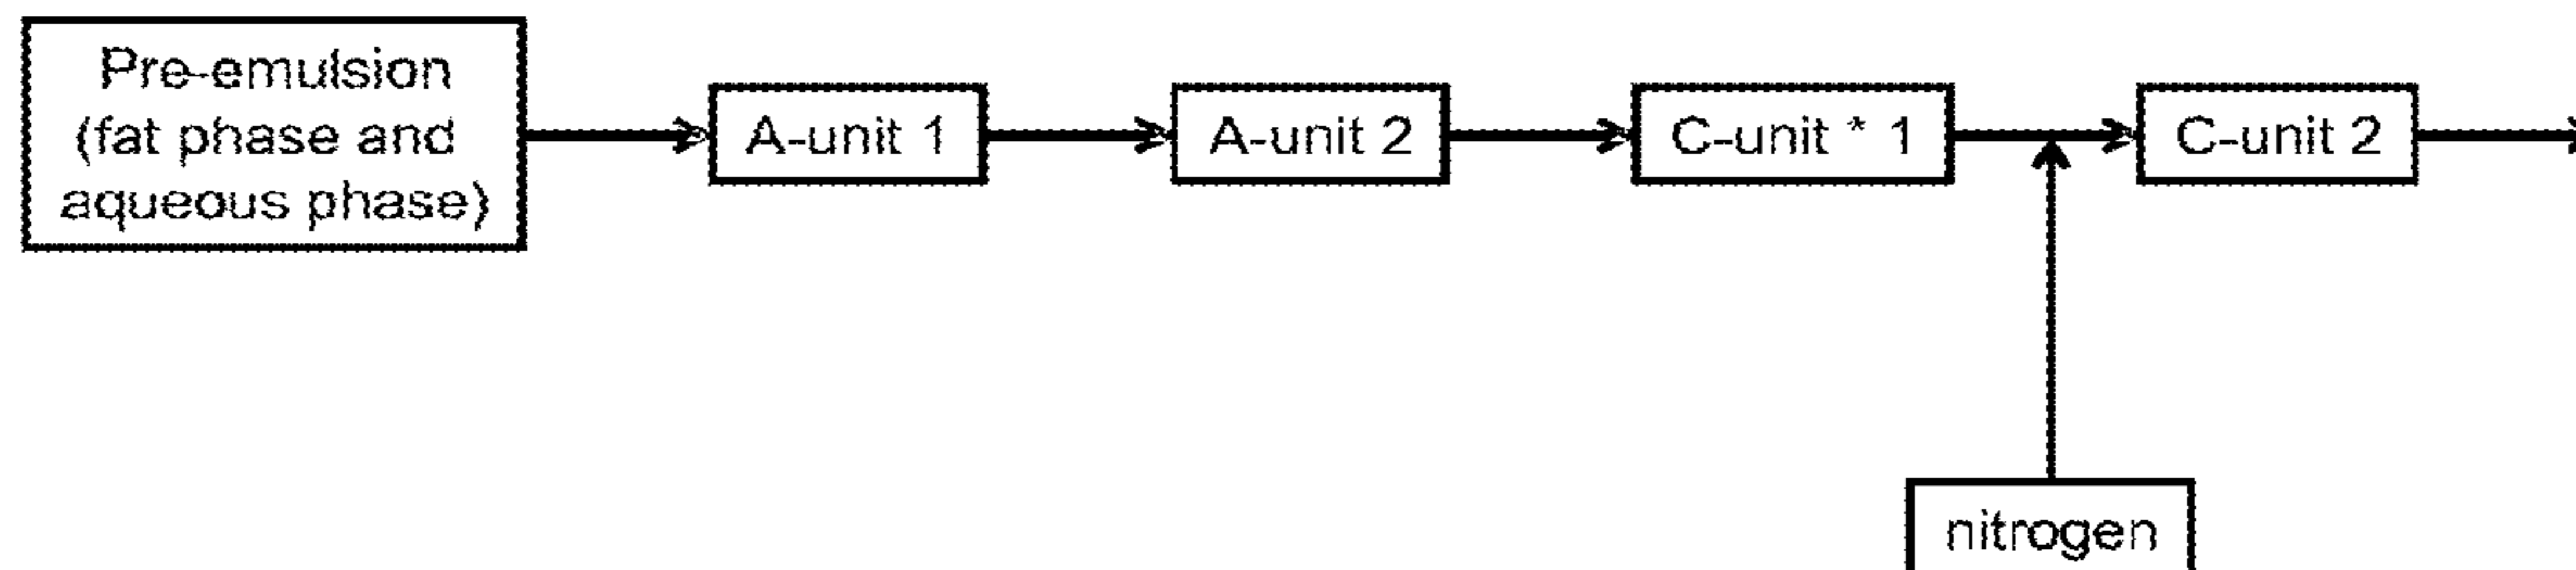 Pre-emulsion
(fat phase and
aqueous phase)
A-unit 1
A-unit 2
C-unit * 1
C-unit 2
nitrogen